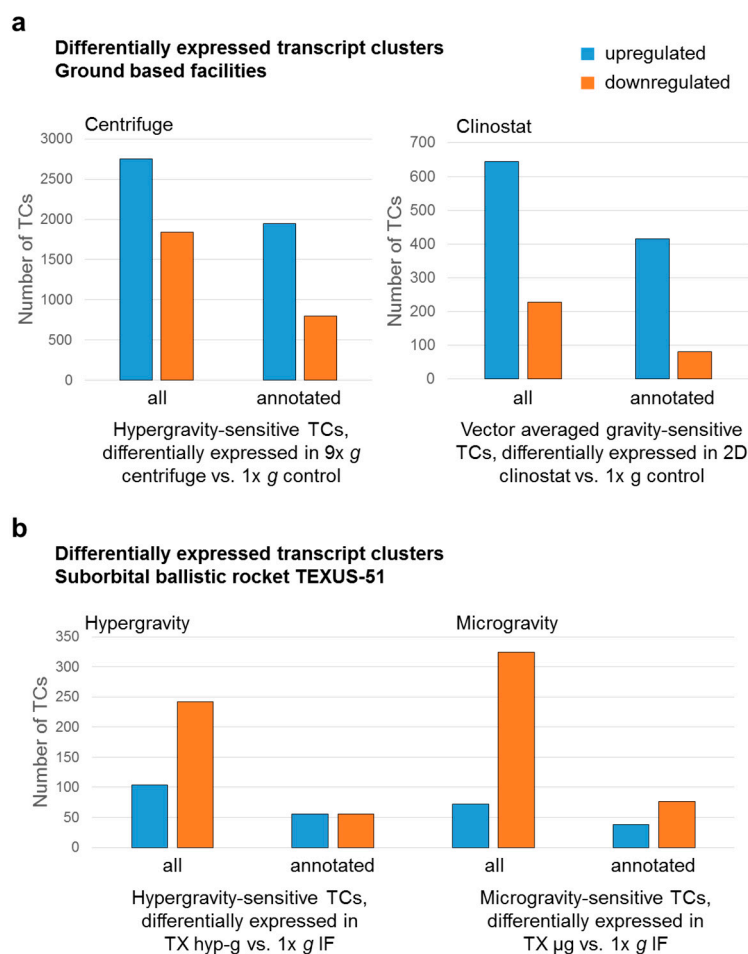 a
Differentially expressed transcript clusters
Ground based facilities
upregulated
downregulated
Centrifuge
3000
2500
2000
1500
1000
500
0
Number of TCs
all
annotated
Hypergravity-sensitive TCs,
differentially expressed in 9x g
centrifuge vs. 1x g control
Clinostat
700
600
500
400
300
200
100
0
Number of TCs
all
annotated
Vector averaged gravity-sensitive
TCs, differentially expressed in 2D
clinostat vs. 1x g control
b
Differentially expressed transcript clusters
Suborbital ballistic rocket TEXUS-51
Hypergravity
Microgravity
350
300
250
200
150
100
50
0
Number of TCs
all
annotated
all
annotated
Hypergravity-sensitive TCs,
differentially expressed in
TX hyp-g vs. 1x g IF
Microgravity-sensitive TCs,
differentially expressed in
TX µg vs. 1x g IF